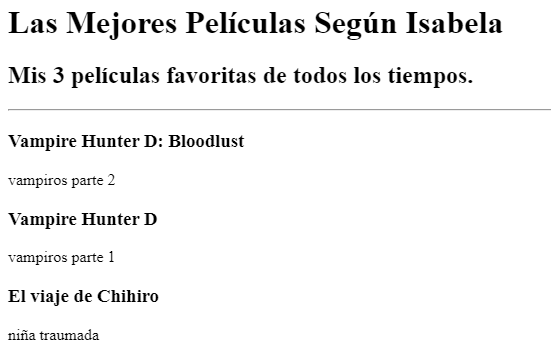 Las Mejores Películas Según Isabela
Mis 3 películas favoritas de todos los tiempos.
Vampire Hunter D: Bloodlust
vampiros parte 2
Vampire Hunter D
vampiros parte 1
El viaje de Chihiro
niña traumada